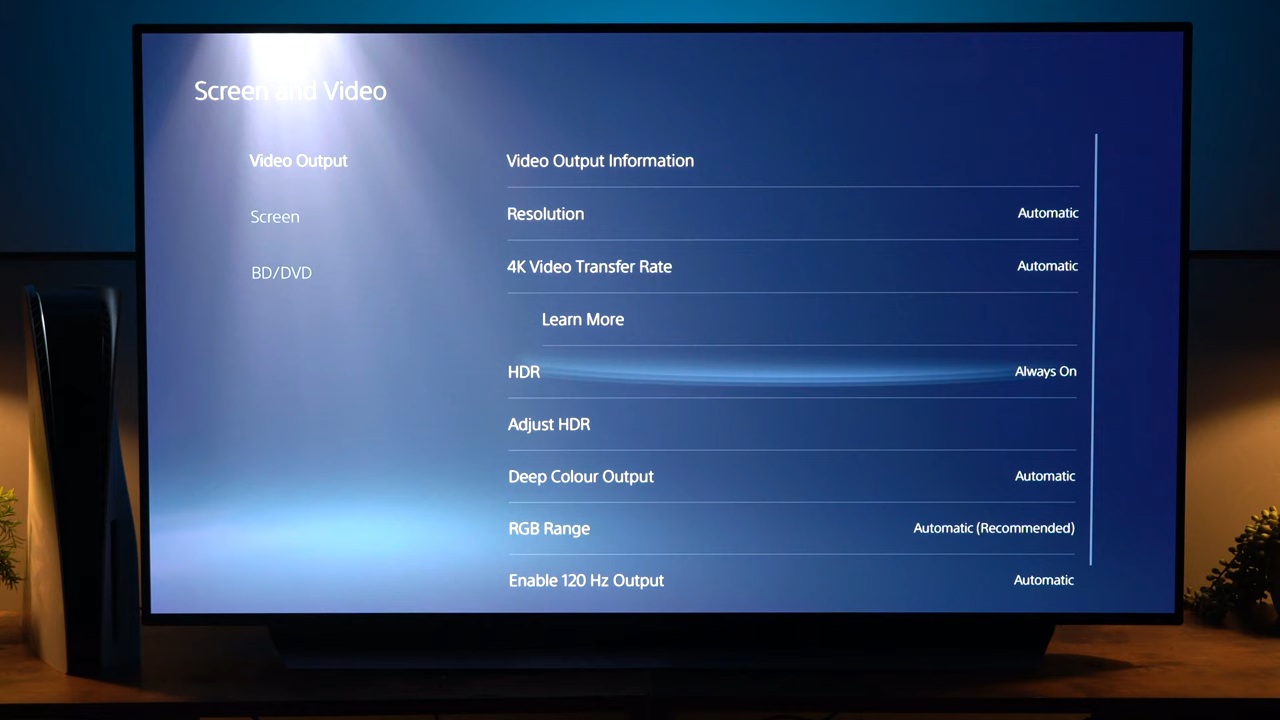 Screen and Video
Video Output
Screen
BD/DVD
Video Output Information
Resolution Automatic
4K Video Transfer Rate Automatic
Learn More
HDR Always On
Adjust HDR
Deep Colour Output Automatic
RGB Range Automatic (Recommended)
Enable 120 Hz Output Automatic